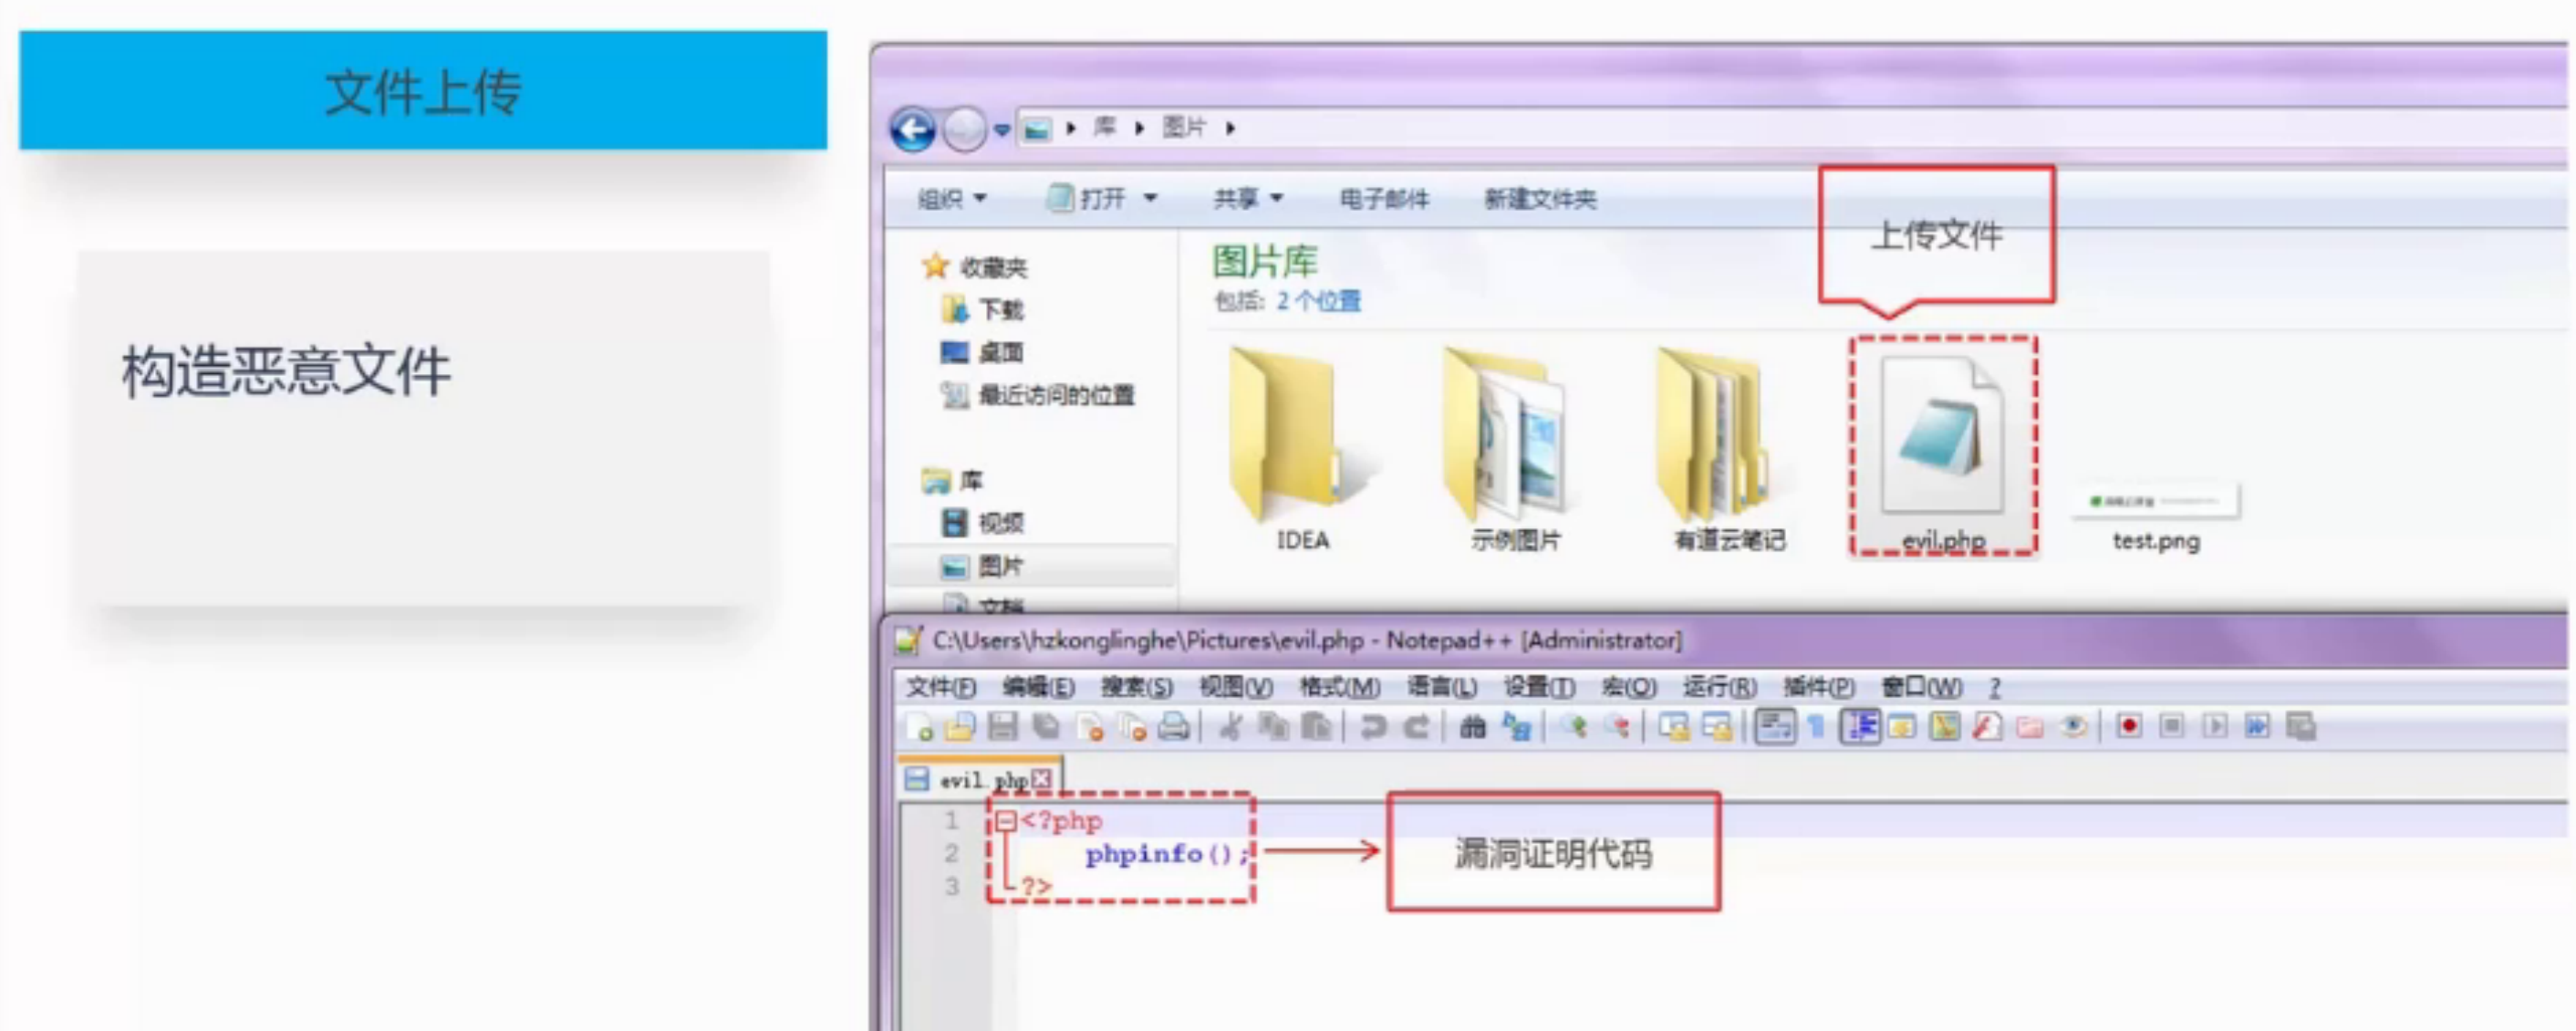 文件上传
构造恶意文件
库 图片
组织 打开 共享 电子邮件 新建文件夹
上传文件
收藏夹
下载
桌面
最近访问的位置
库
视频
图片
文档
图片库
包括: 2 个位置
IDEA 示例图片 有道云笔记 evil.php test.png
C:\Users\hzkonglinghe\Pictures\evil.php - Notepad++ [Administrator]
文件(F) 编辑(E) 搜索(S) 视图(V) 格式(M) 语言(L) 设置(T) 宏(O) 运行(R) 插件(P) 窗口(W) ?
evil.php
1 <?php
2 phpinfo();
3 ?>
漏洞证明代码